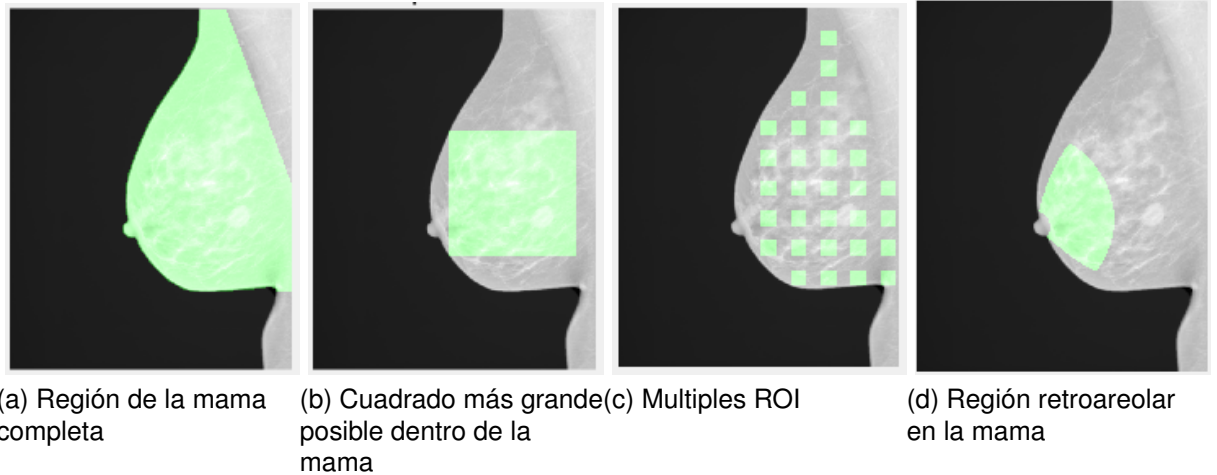 (a) Región de la mama
completa
(b) Cuadrado más grande
posible dentro de la
mama
(c) Multiples ROI
(d) Región retroareolar
en la mama